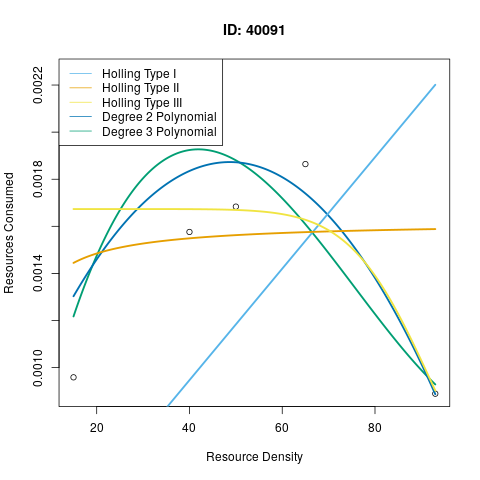 ID: 40091
Holling Type I
Holling Type II
Holling Type III
Degree 2 Polynomial
Degree 3 Polynomial
Resources Consumed
0.0022
0.0018
0.0014
0.0010
20 40 60 80
Resource Density